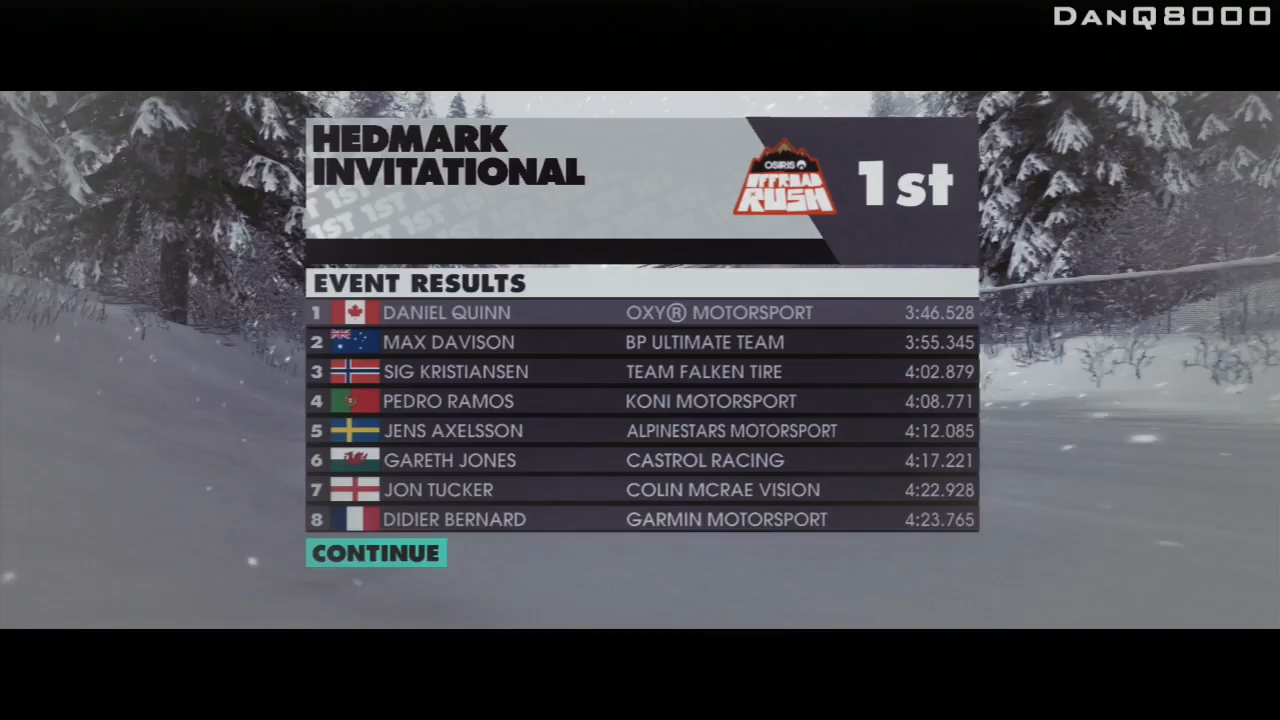 DANQ8000
HEDMARK
INVITATIONAL
OSIRIS
OFFROAD
RUSH
1st
EVENT RESULTS
1 DANIEL QUINN OXY® MOTORSPORT 3:46.528
2 MAX DAVISON BP ULTIMATE TEAM 3:55.345
3 SIG KRISTIANSEN TEAM FALKEN TIRE 4:02.879
4 PEDRO RAMOS KONI MOTORSPORT 4:08.771
5 JENS AXELSSON ALPINESTARS MOTORSPORT 4:12.085
6 GARETH JONES CASTROL RACING 4:17.221
7 JON TUCKER COLIN MCRAE VISION 4:22.928
8 DIDIER BERNARD GARMIN MOTORSPORT 4:23.765
CONTINUE